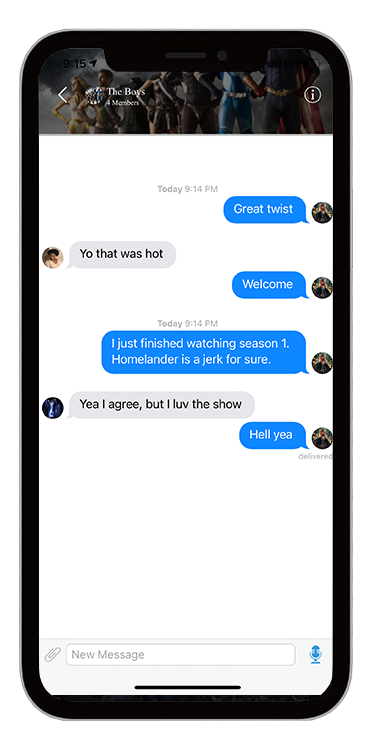 9:15
The Boys
4 Members
Today 9:14 PM
Great twist
Yo that was hot
Welcome
Today 9:14 PM
I just finished watching season 1.
Homelander is a jerk for sure.
Yea I agree, but I luv the show
Hell yea
delivered
New Message